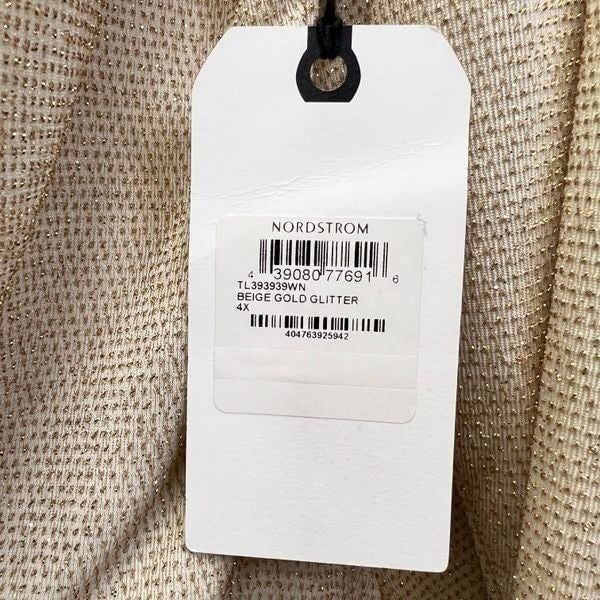 NORDSTROM
4 39080 77691 6
TL393939WN
BEIGE GOLD GLITTER
4X
404763925942